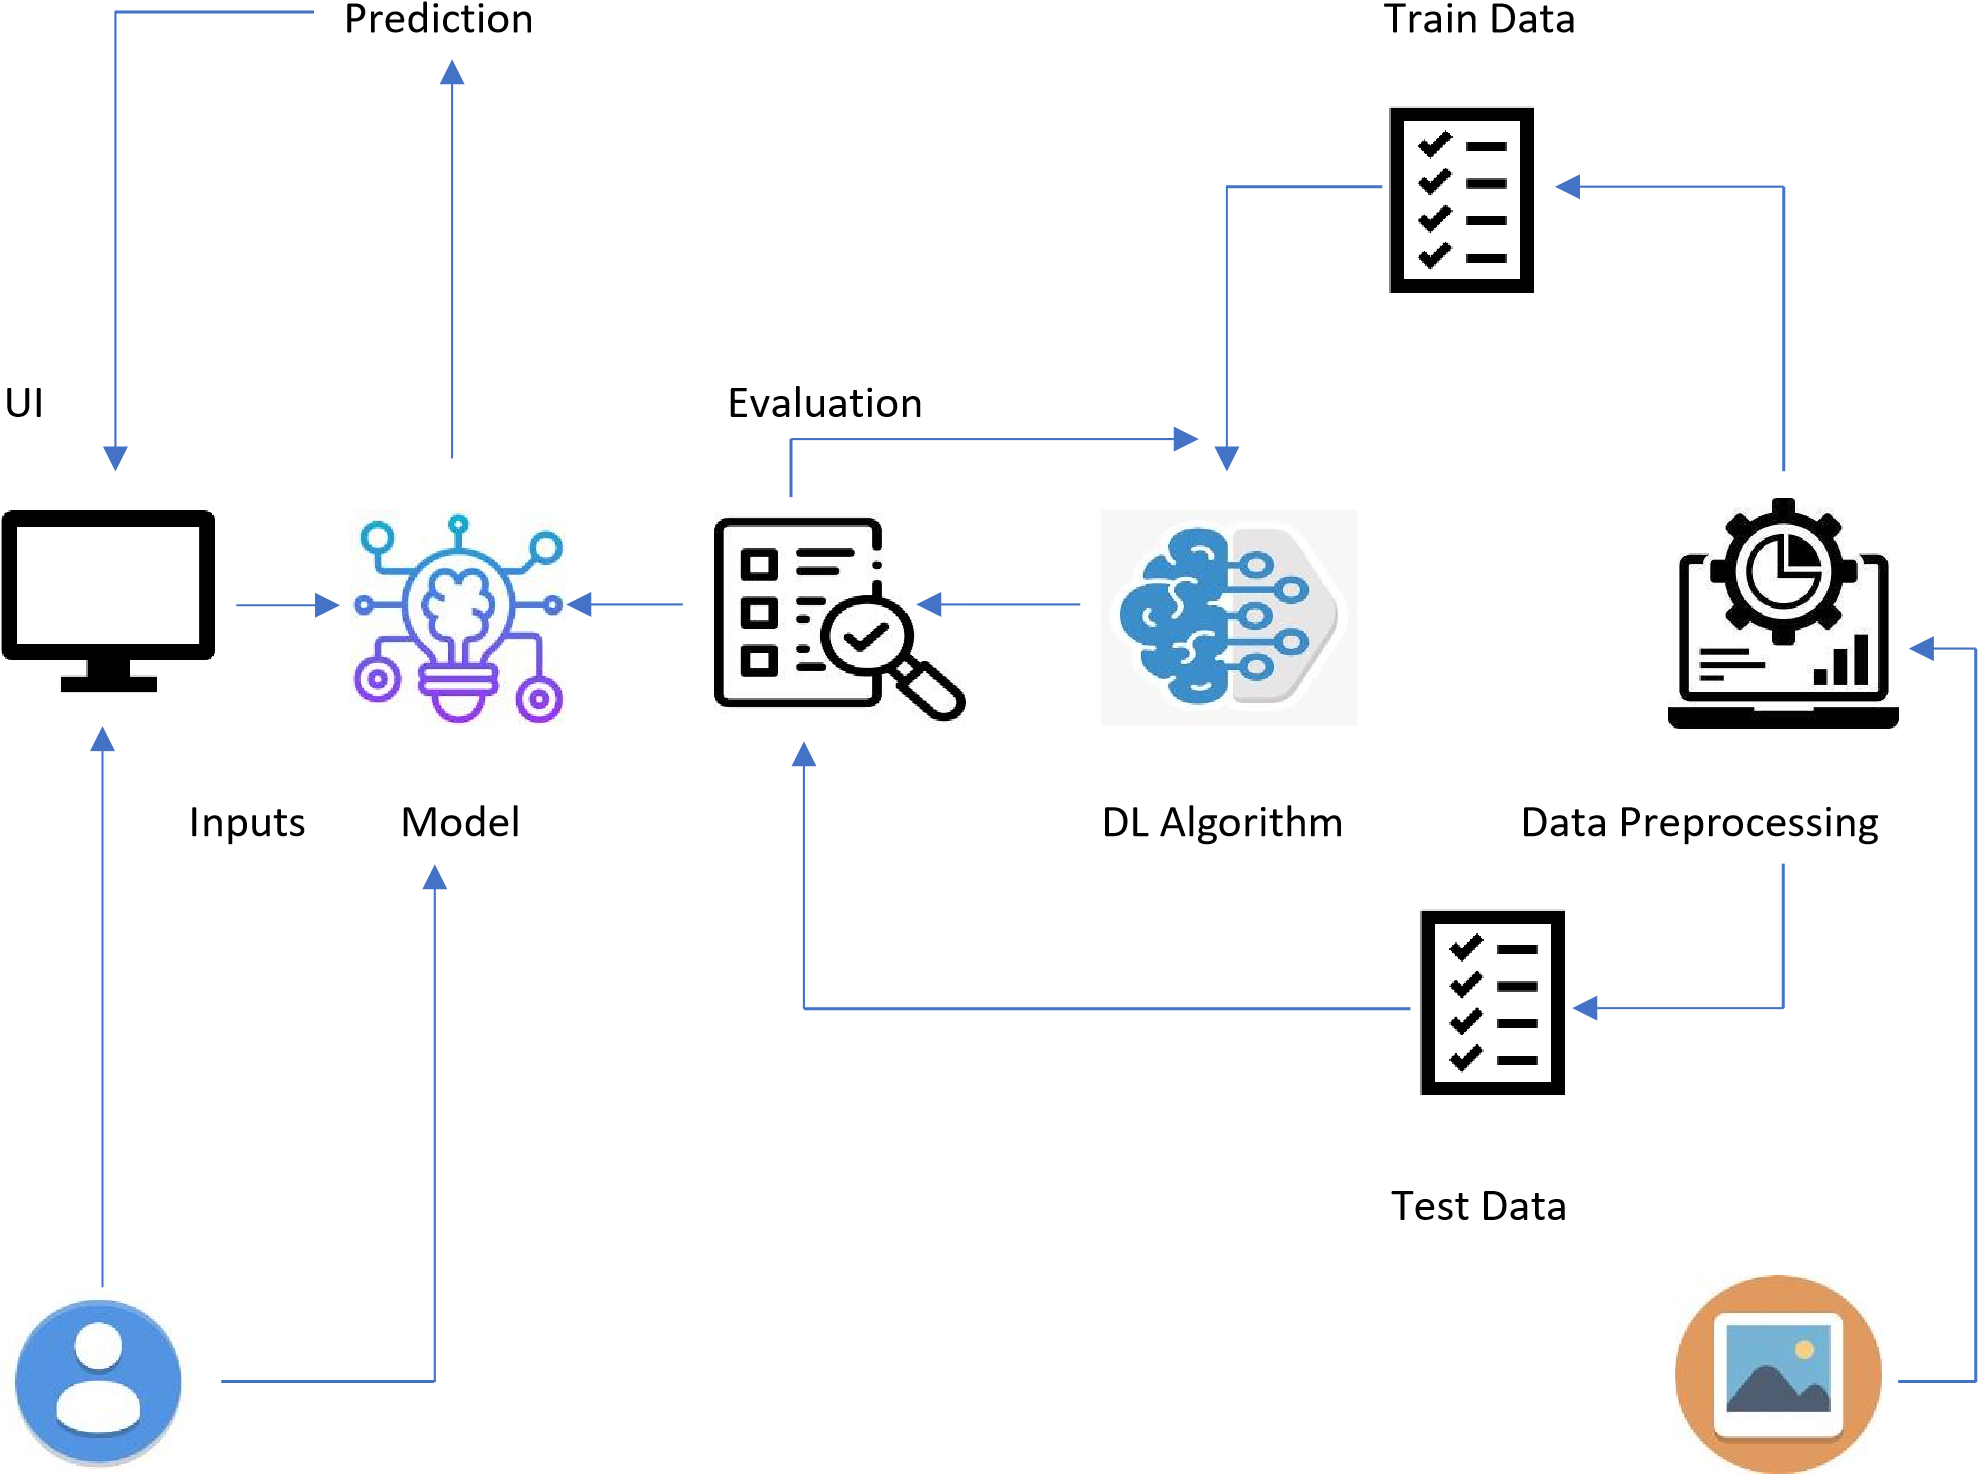 Prediction
Train Data
UI
Evaluation
Inputs
Model
DL Algorithm
Data Preprocessing
Test Data